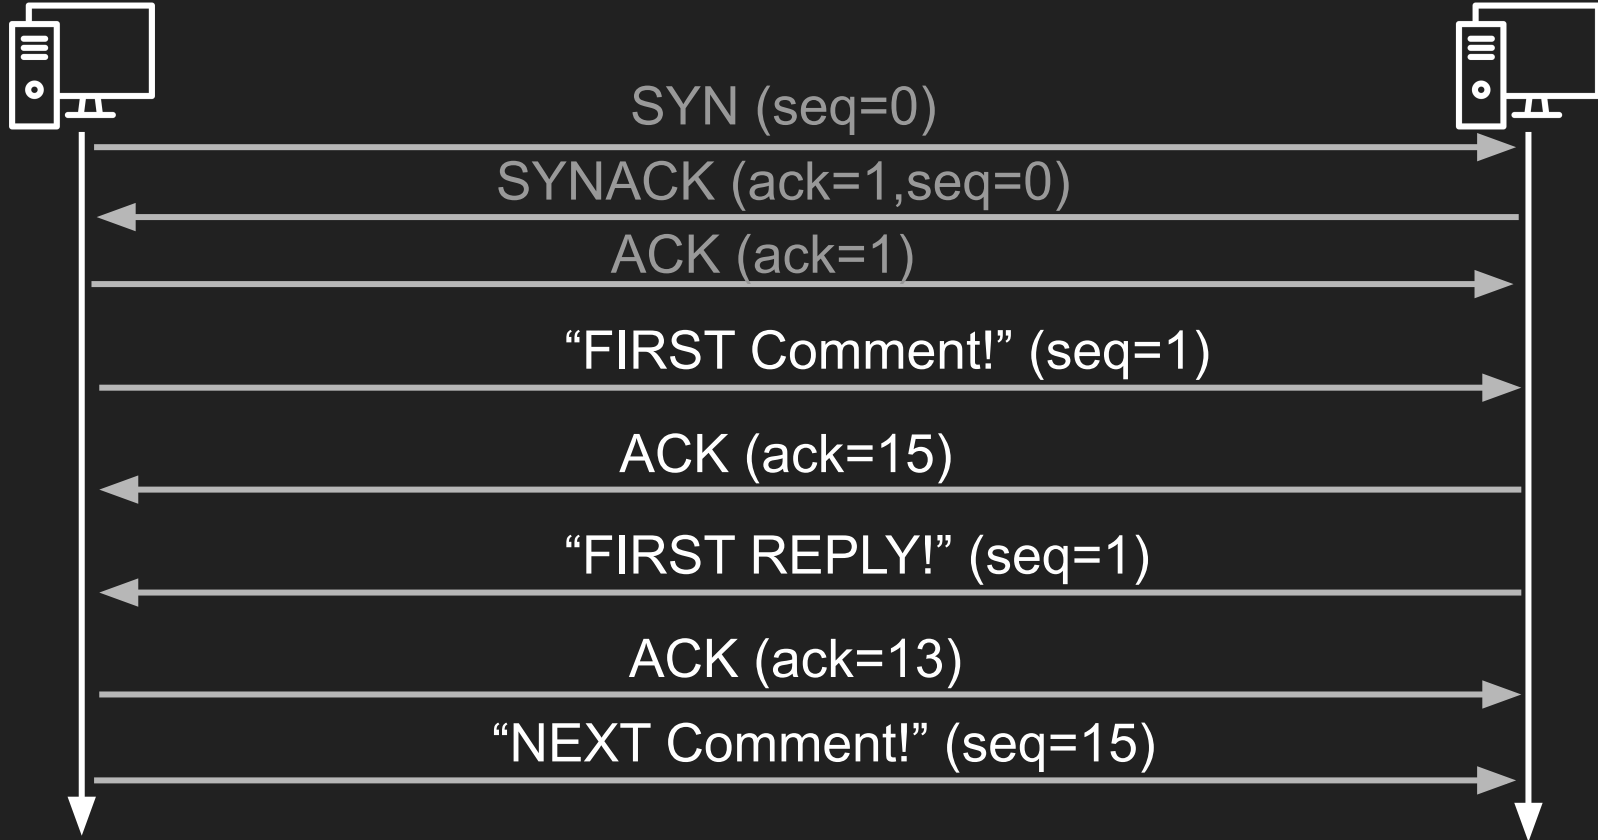 SYN (seq=0)
SYNACK (ack=1,seq=0)
ACK (ack=1)
“FIRST Comment!” (seq=1)
ACK (ack=15)
“FIRST REPLY!” (seq=1)
ACK (ack=13)
“NEXT Comment!” (seq=15)